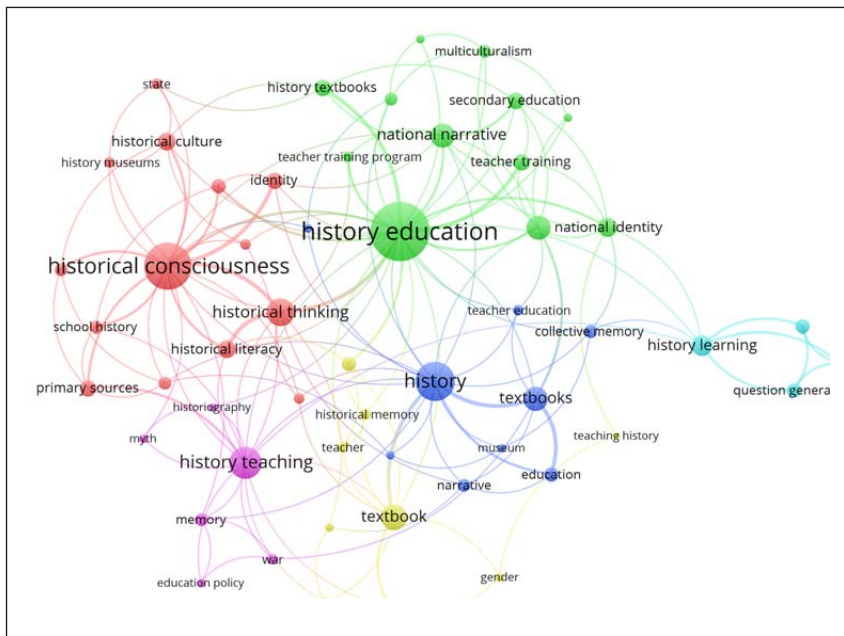 multiculturalism
state
history textbooks
secondary education
national narrative
historical culture
teacher training program
history museums
teacher training
identity
national identity
history education
historical consciousness
teacher education
historical thinking
school history
collective memory
history learning
historical literacy
history
primary sources
question genera
textbooks
historiography
historical memory
teaching history
myth
teacher
museum
history teaching
education
narrative
memory
textbook
war
gender
education policy